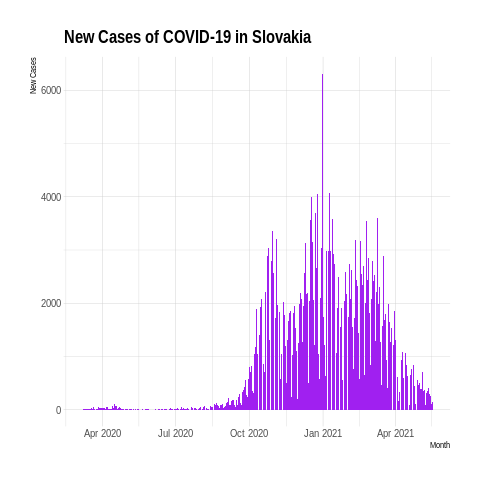 New Cases of COVID-19 in Slovakia
New Cases
6000
4000
2000
0
Apr 2020
Jul 2020
Oct 2020
Jan 2021
Apr 2021
Month